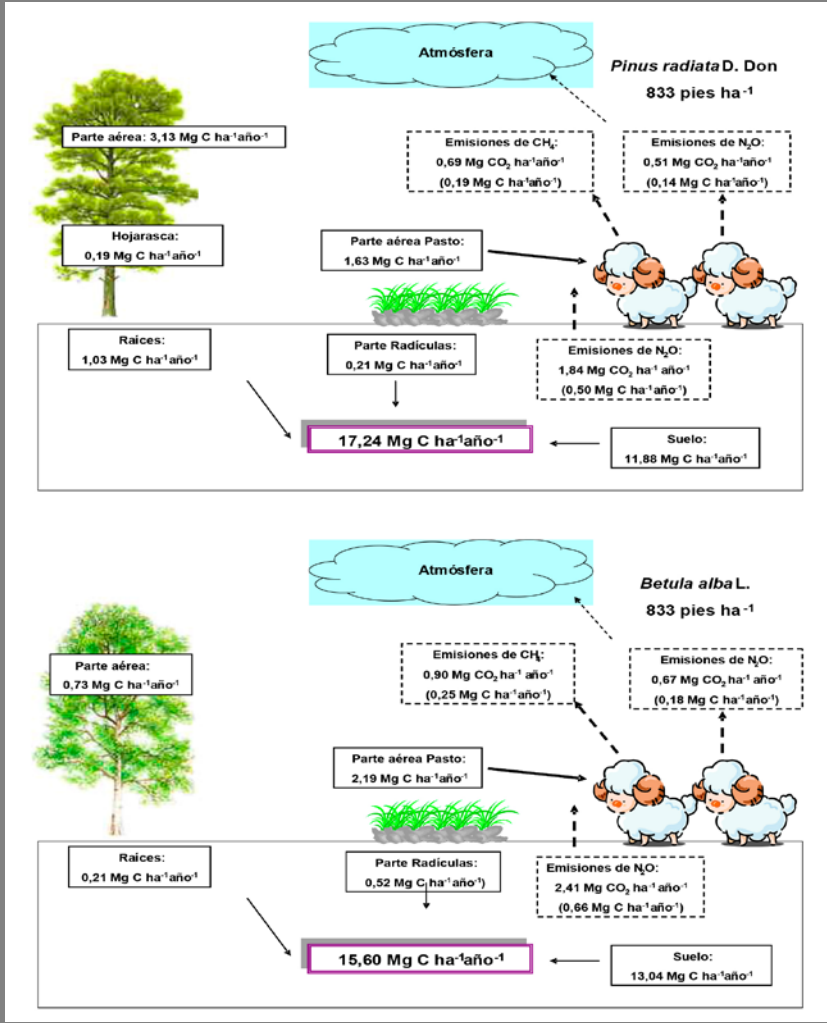 Atmósfera
Pinus radiata D. Don
833 pies ha⁻¹
Parte aérea: 3,13 Mg C ha⁻¹año⁻¹
Emisiones de CH₄:
0,69 Mg CO₂ ha⁻¹año⁻¹
(0,19 Mg C ha⁻¹año⁻¹)
Emisiones de N₂O:
0,51 Mg CO₂ ha⁻¹año⁻¹
(0,14 Mg C ha⁻¹año⁻¹)
Hojarasca:
0,19 Mg C ha⁻¹año⁻¹
Parte aérea Pasto:
1,63 Mg C ha⁻¹año⁻¹
Raices:
1,03 Mg C ha⁻¹año⁻¹
Parte Radículas:
0,21 Mg C ha⁻¹año⁻¹
Emisiones de N₂O:
1,84 MgCO₂ ha⁻¹ año⁻¹
(0,50 Mg C ha⁻¹año⁻¹)
17,24 Mg C ha⁻¹año⁻¹
Suelo:
11,88 Mg C ha⁻¹año⁻¹
Atmósfera
Betula alba L.
833 pies ha⁻¹
Parte aérea:
0,73 Mg C ha⁻¹año⁻¹
Emisiones de CH₄:
0,90 Mg CO₂ ha⁻¹ año⁻¹
(0,25 Mg C ha⁻¹año⁻¹)
Emisiones de N₂O:
0,67 Mg CO₂ ha⁻¹año⁻¹
(0,18 Mg C ha⁻¹año⁻¹)
Parte aérea Pasto:
2,19 Mg C ha⁻¹año⁻¹
Raices:
0,21 Mg C ha⁻¹año⁻¹
Parte Radículas:
0,52 Mg C ha⁻¹año⁻¹)
Emisiones de N₂O:
2,41 Mg CO₂ ha⁻¹año⁻¹
(0,66 Mg C ha⁻¹año⁻¹)
15,60 Mg C ha⁻¹año⁻¹
Suelo:
13,04 Mg C ha⁻¹año⁻¹